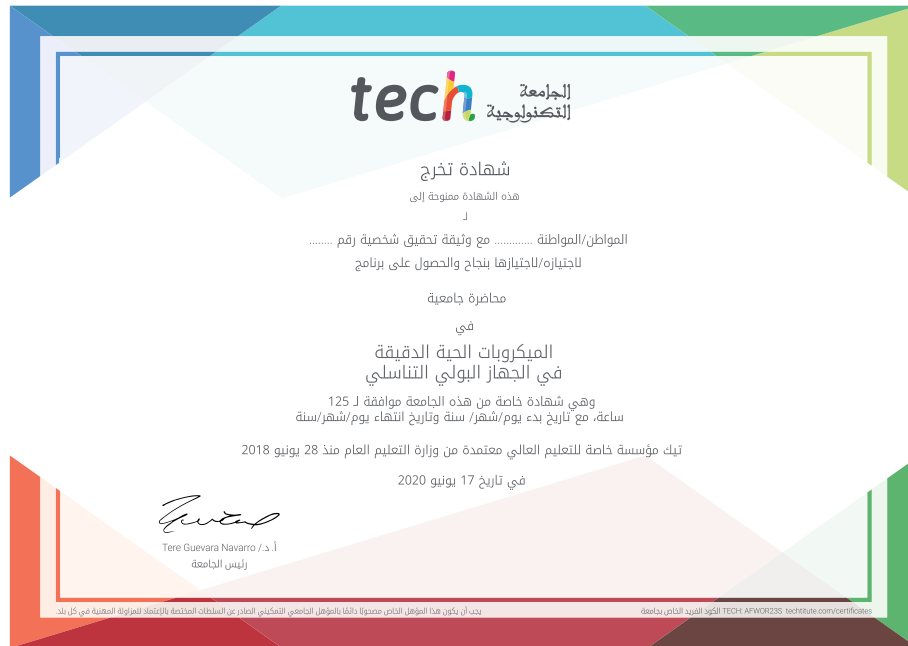 tech الجامعة
التكنولوجية
شهادة تخرج
هذه الشهادة ممنوحة إلى
لـ
المواطن/المواطنة ............. مع وثيقة تحقيق شخصية رقم ........
لاجتيازه/لاجتيازها بنجاح والحصول على برنامج
محاضرة جامعية
في
الميكروبات الحية الدقيقة
في الجهاز البولي التناسلي
وهي شهادة خاصة من هذه الجامعة موافقة لـ 125
ساعة، مع تاريخ بدء يوم/شهر/ سنة وتاريخ انتهاء يوم/شهر/سنة
تيك مؤسسة خاصة للتعليم العالي معتمدة من وزارة التعليم العام منذ 28 يونيو 2018
في تاريخ 17 يونيو 2020
أ. د./ Tere Guevara Navarro
رئيس الجامعة
يجب أن يكون هذا المؤهل الخاص مصحوبًا دائمًا بالمؤهل الجامعي التمكيني الصادر عن السلطات المختصة بالإعتماد للمزاولة المهنية في كل بلد.
الكود الفريد الخاص بجامعة TECH: AFWOR23S techtitute.com/certificates